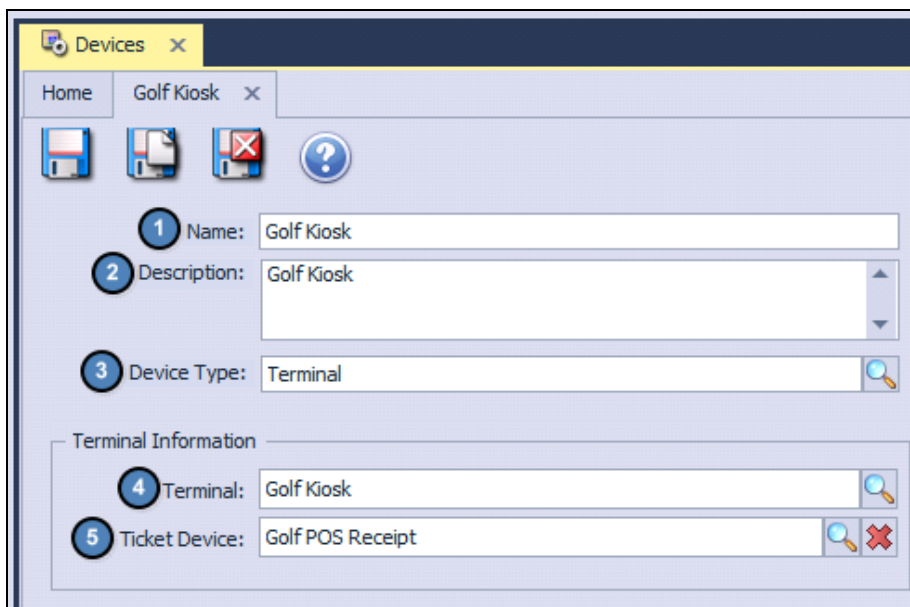 Devices
Home Golf Kiosk
?
1 Name: Golf Kiosk
2 Description: Golf Kiosk
3 Device Type: Terminal
Terminal Information
4 Terminal: Golf Kiosk
5 Ticket Device: Golf POS Receipt